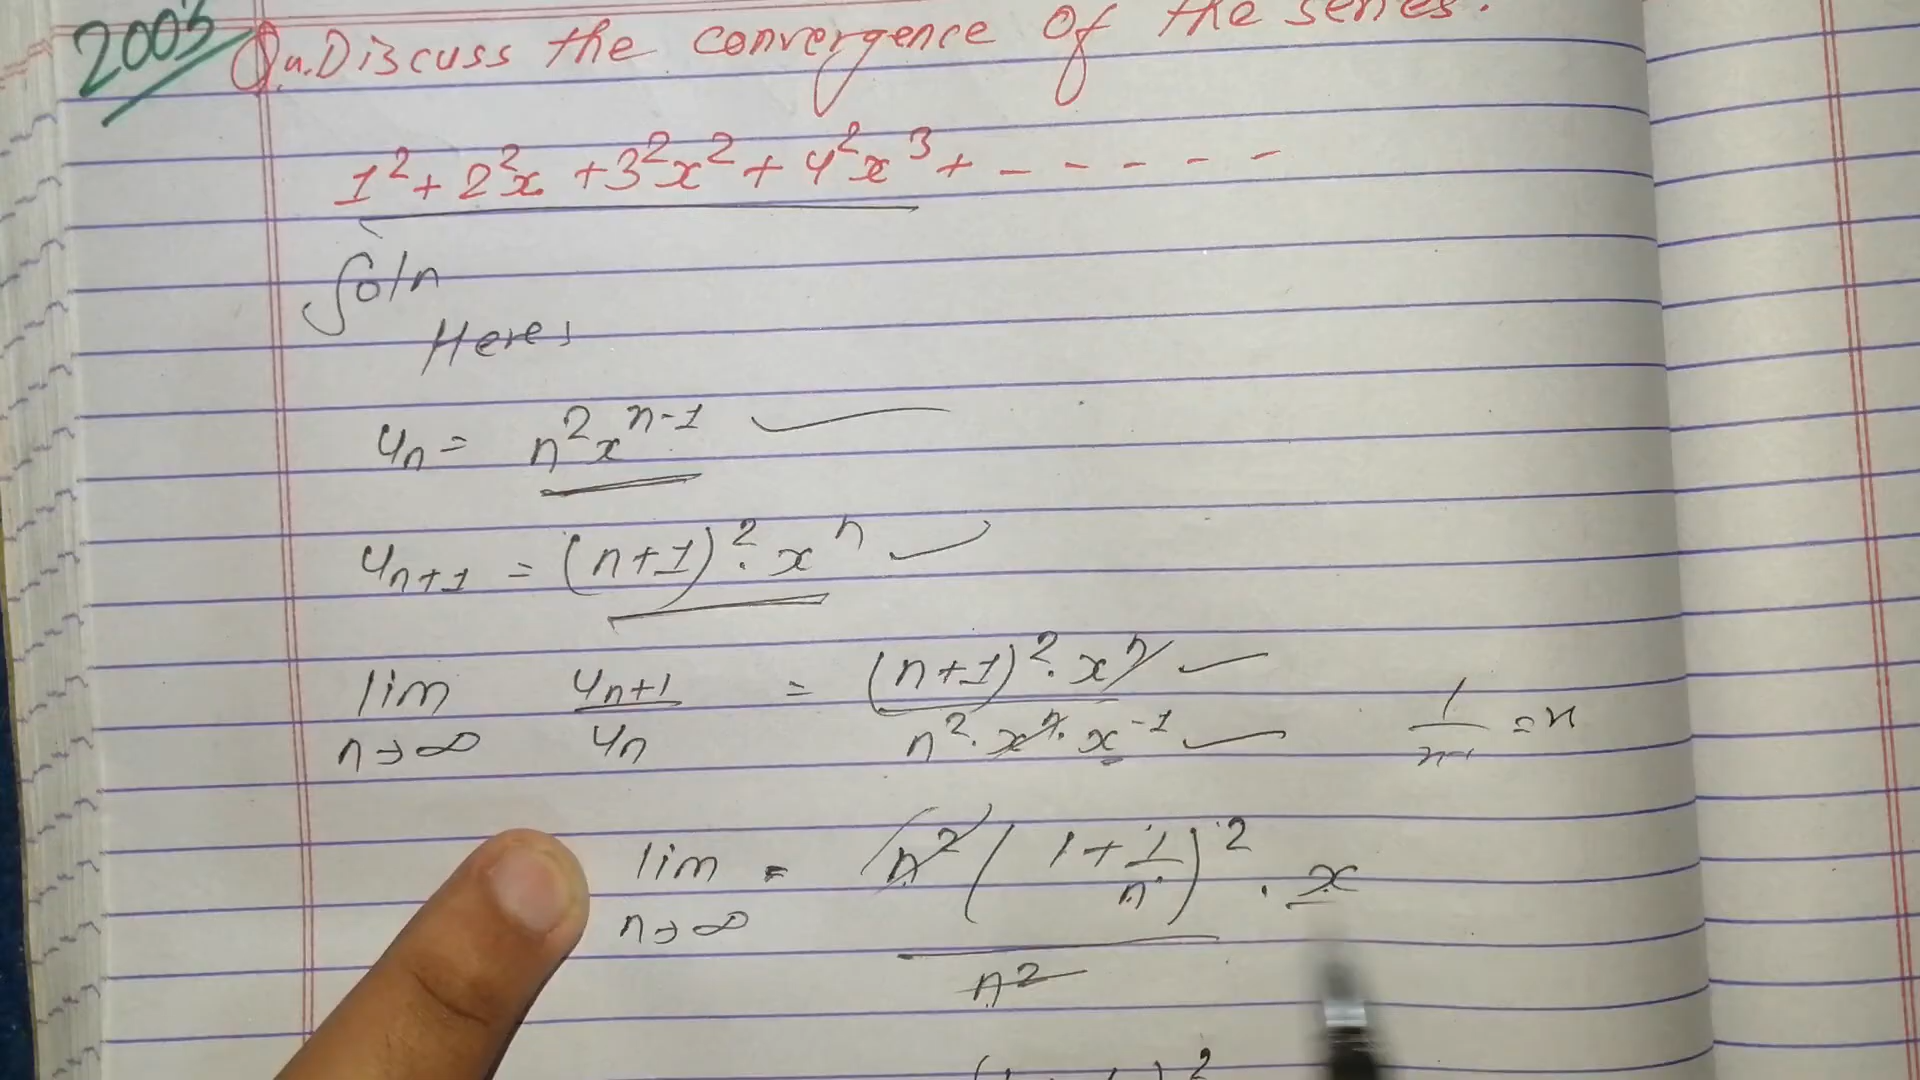 Qu. Discuss the convergence of the series.
1² + 2²x + 3²x² + 4²x³ + - - - - -
Soln
Here,
uₙ = n²xⁿ⁻¹
uₙ₊₁ = (n+1)².xⁿ
lim n→∞ uₙ₊₁/uₙ = (n+1)².xⁿ / n².xⁿ.x⁻¹
lim n→∞ = n²(1+1/n)² / n² . x